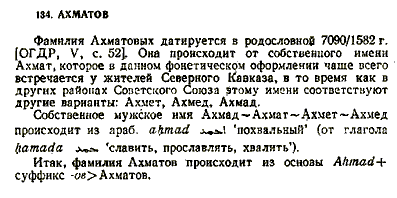 134. АХМАТОВ
Фамилия Ахматовых датируется в родословной 7090/1582 г.
[ОГДР, V, с. 52]. Она происходит от собственного имени
Ахмат, которое в данном фонетическом оформлении чаще всего
встречается у жителей Северного Кавказа, в то время как в
других районах Советского Союза этому имени соответствуют
другие варианты: Ахмет, Ахмед, Ахмад.
Собственное мужское имя Ахмад~Ахмат~Ахмет~Ахмед
происходит из араб. aḥmad احمد 'похвальный' (от глагола
ḥamada حمد 'славить, прославлять, хвалить').
Итак, фамилия Ахматов происходит из основы Ahmad+
суффикс -ов>Ахматов.